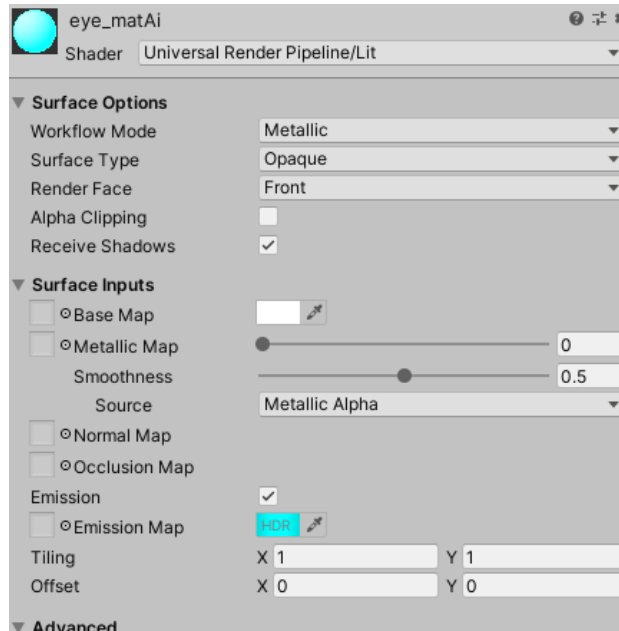 eye_matAi
Shader Universal Render Pipeline/Lit
Surface Options
Workflow Mode Metallic
Surface Type Opaque
Render Face Front
Alpha Clipping
Receive Shadows
Surface Inputs
Base Map
Metallic Map 0
Smoothness 0.5
Source Metallic Alpha
Normal Map
Occlusion Map
Emission
Emission Map HDR
Tiling X 1 Y 1
Offset X 0 Y 0
Advanced